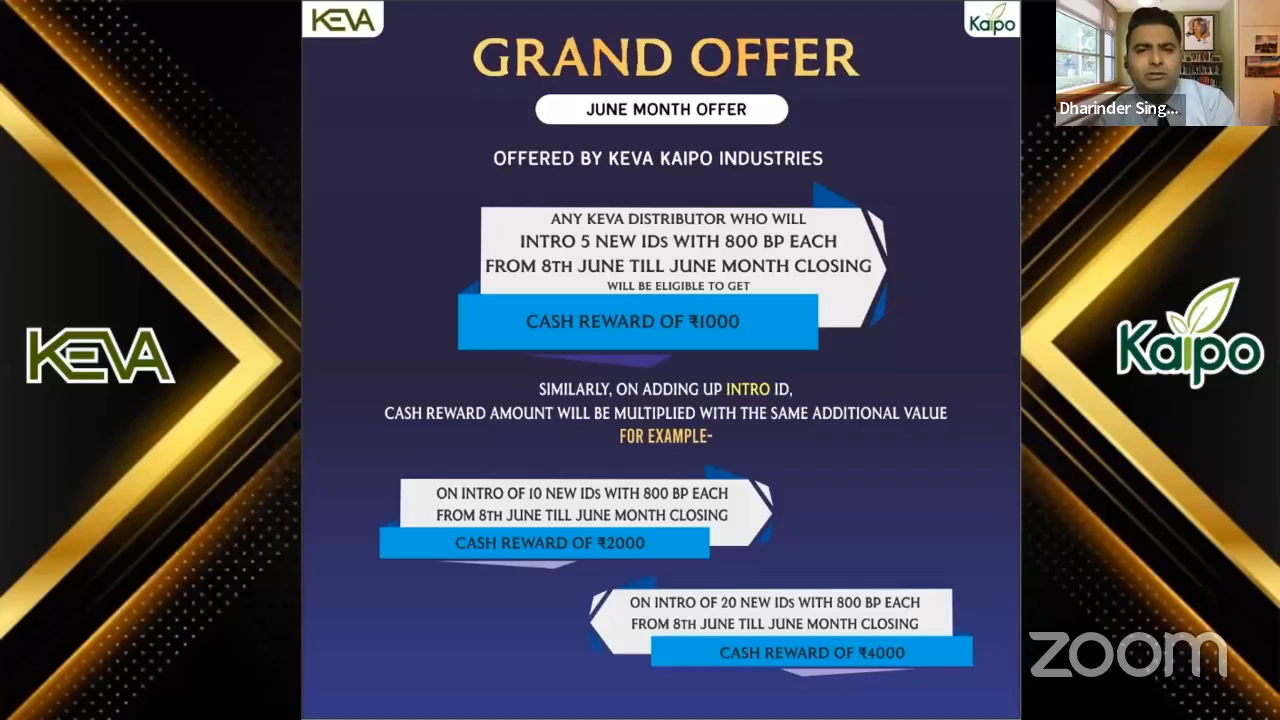 KEVA
Kaipo
GRAND OFFER
JUNE MONTH OFFER
OFFERED BY KEVA KAIPO INDUSTRIES
Dharinder Sing...
ANY KEVA DISTRIBUTOR WHO WILL
INTRO 5 NEW IDs WITH 800 BP EACH
FROM 8TH JUNE TILL JUNE MONTH CLOSING
WILL BE ELIGIBLE TO GET
CASH REWARD OF ₹1000
KEVA
Kaipo
SIMILARLY, ON ADDING UP INTRO ID,
CASH REWARD AMOUNT WILL BE MULTIPLIED WITH THE SAME ADDITIONAL VALUE
FOR EXAMPLE-
ON INTRO OF 10 NEW IDs WITH 800 BP EACH
FROM 8TH JUNE TILL JUNE MONTH CLOSING
CASH REWARD OF ₹2000
ON INTRO OF 20 NEW IDs WITH 800 BP EACH
FROM 8TH JUNE TILL JUNE MONTH CLOSING
CASH REWARD OF ₹4000
zoom